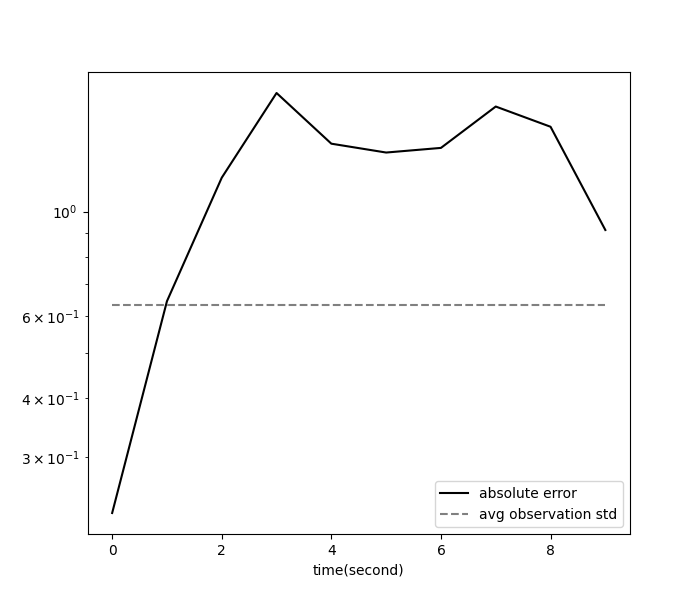 10⁰
6 × 10⁻¹
4 × 10⁻¹
3 × 10⁻¹
absolute error
avg observation std
0 2 4 6 8
time(second)